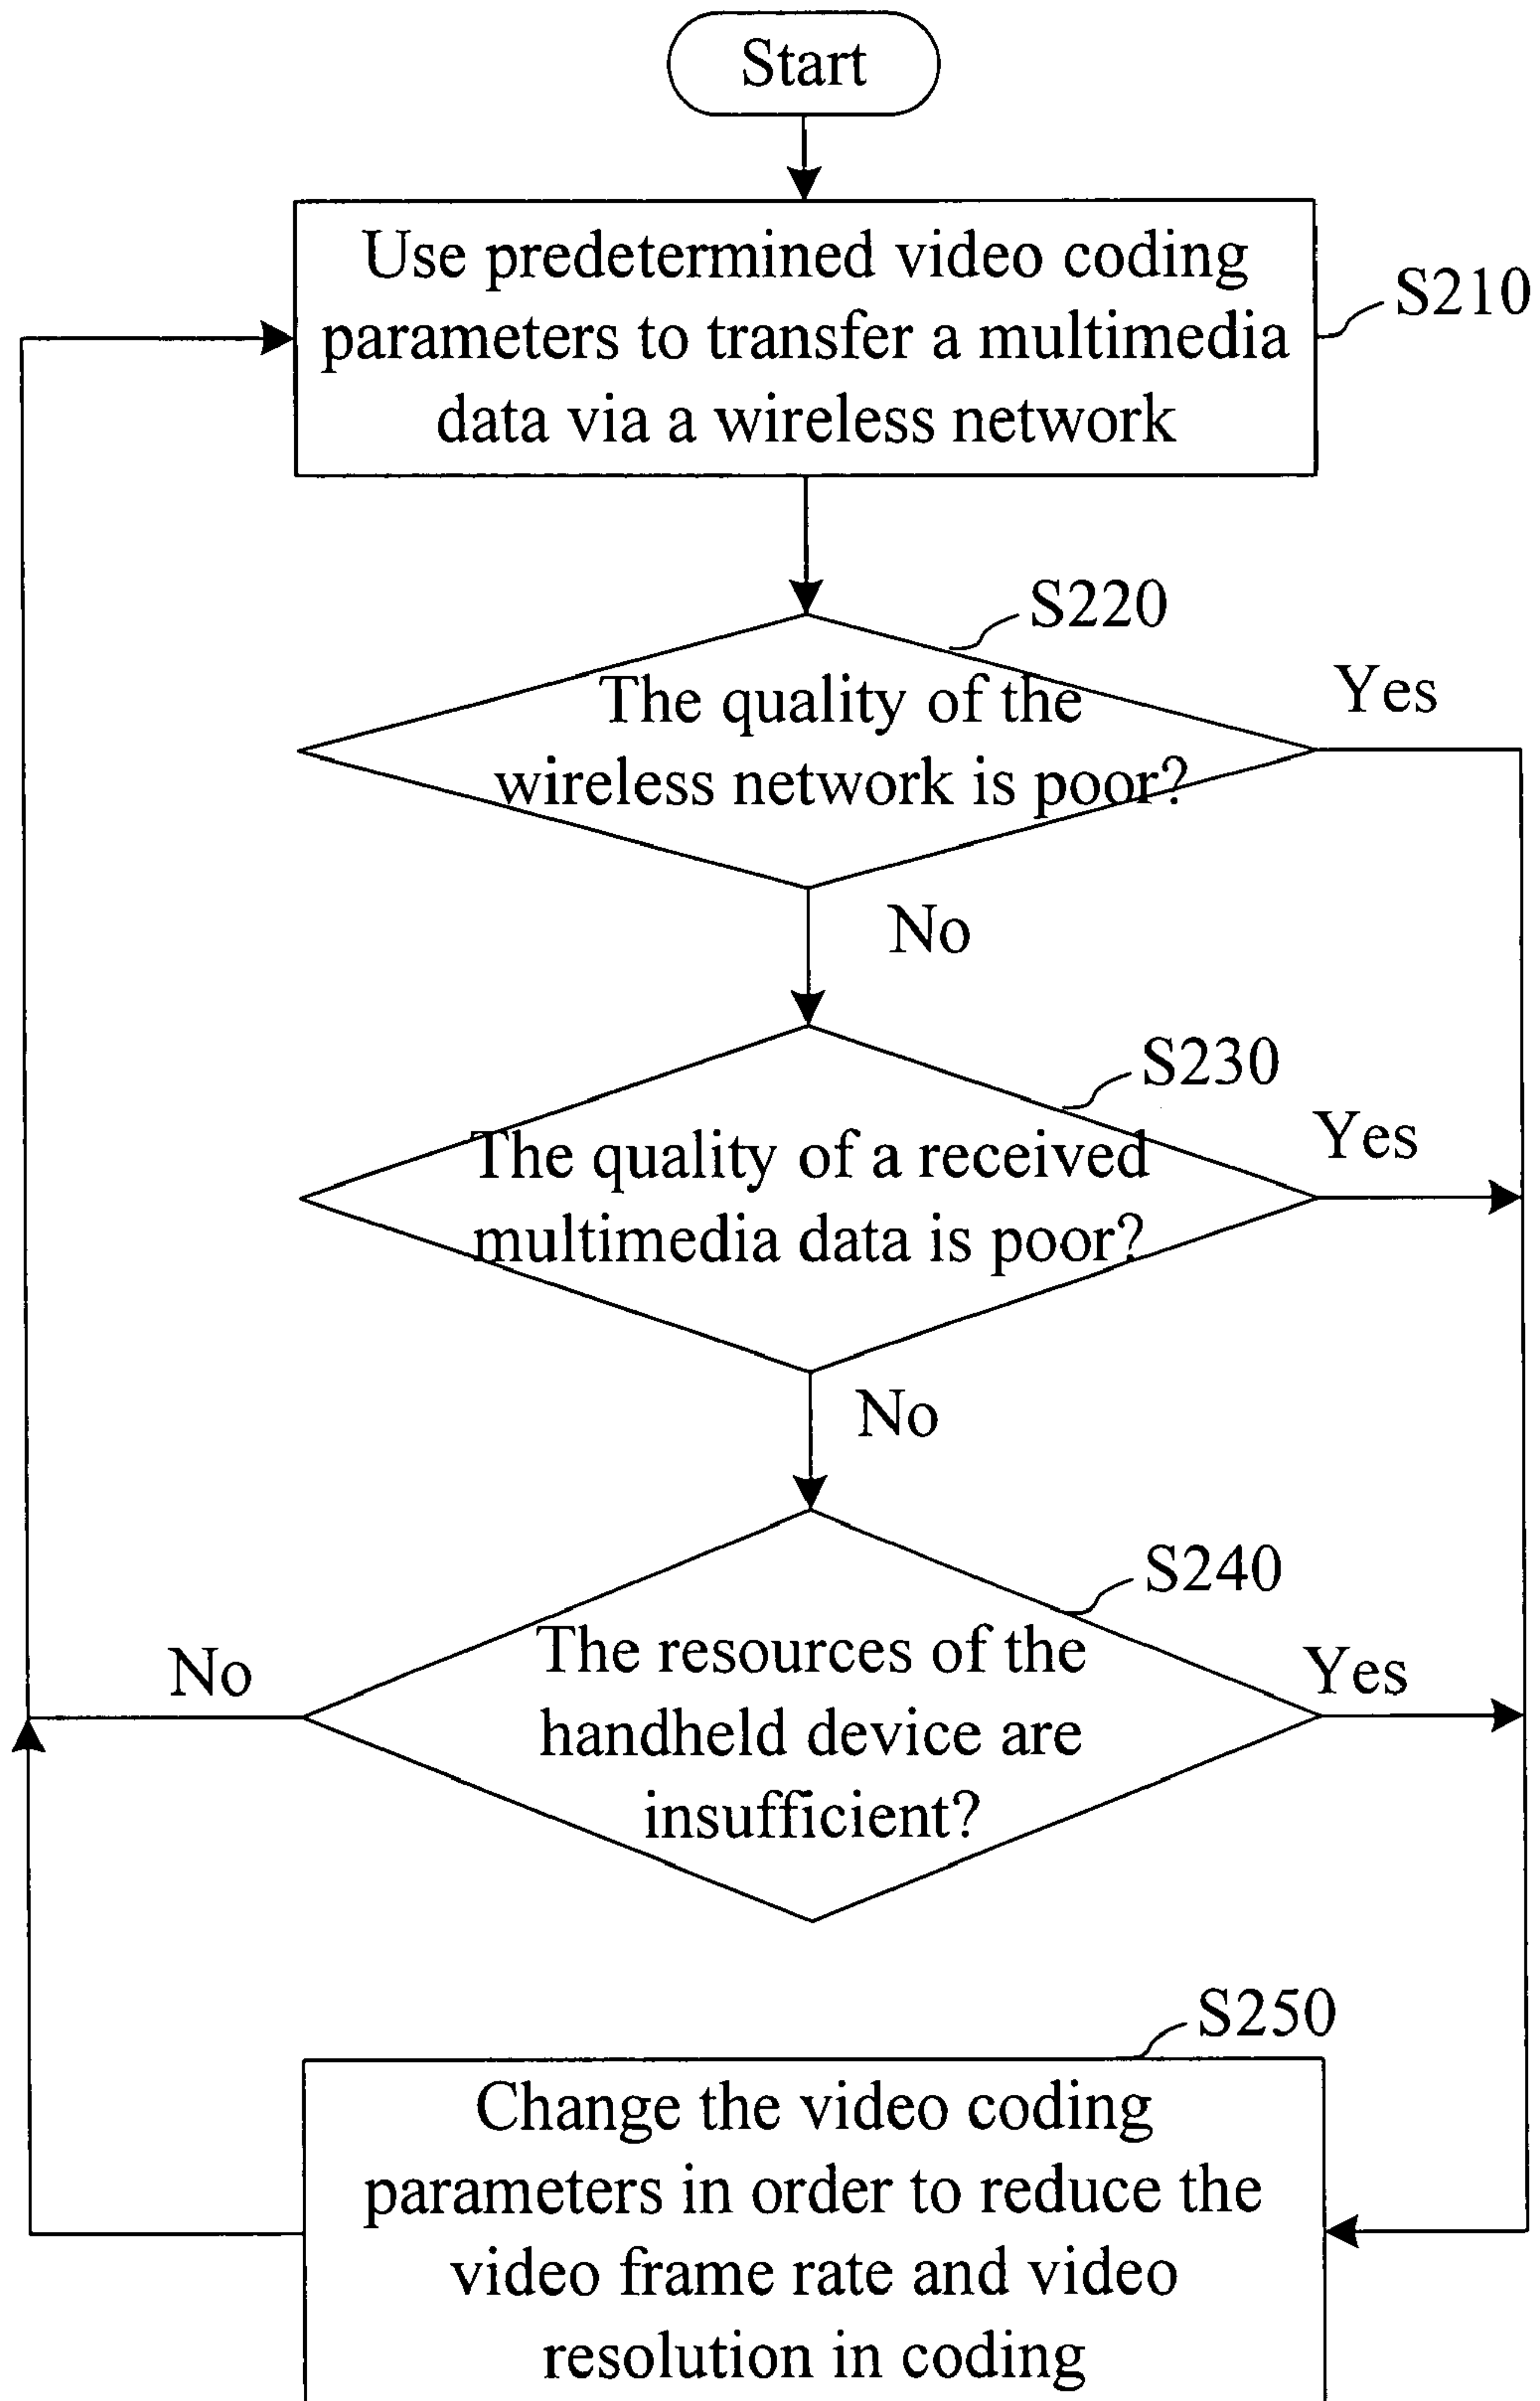 Start
Use predetermined video coding
parameters to transfer a multimedia
data via a wireless network
S210
S220
The quality of the
wireless network is poor?
Yes
No
S230
The quality of a received
multimedia data is poor?
Yes
No
S240
The resources of the
handheld device are
insufficient?
No
Yes
S250
Change the video coding
parameters in order to reduce the
video frame rate and video
resolution in coding